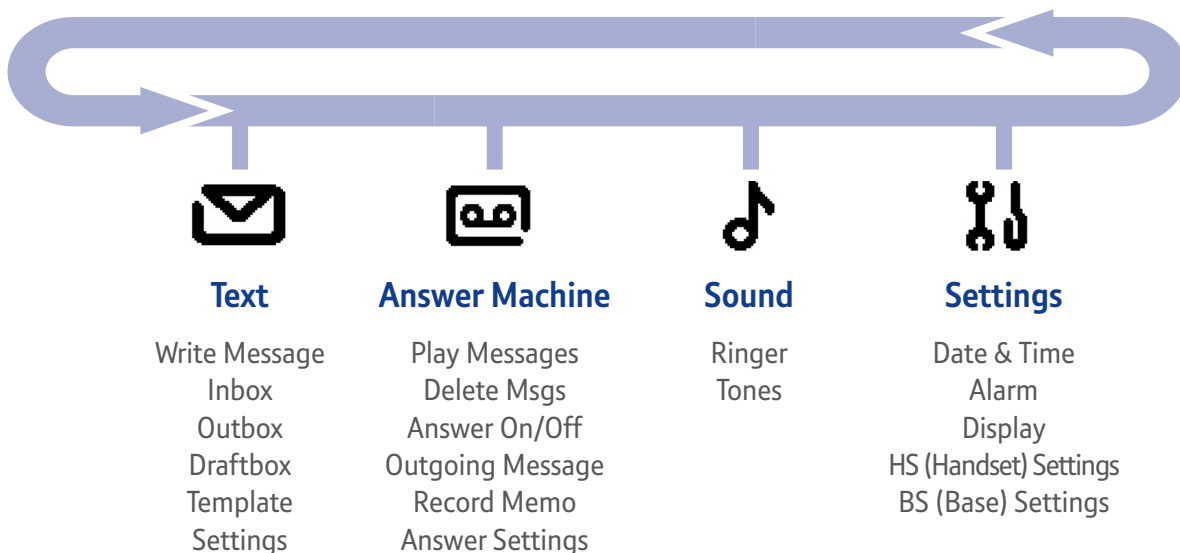 Text
Write Message
Inbox
Outbox
Draftbox
Template
Settings
Answer Machine
Play Messages
Delete Msgs
Answer On/Off
Outgoing Message
Record Memo
Answer Settings
Sound
Ringer
Tones
Settings
Date & Time
Alarm
Display
HS (Handset) Settings
BS (Base) Settings